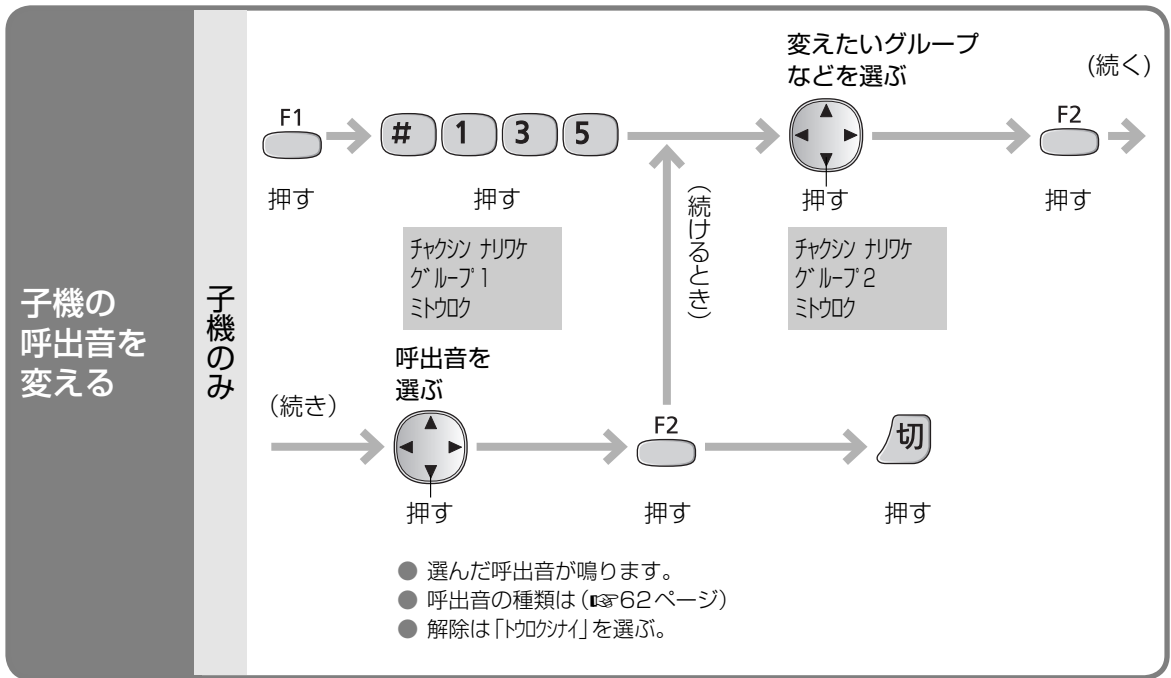 子機の
呼出音を
変える
子機のみ
F1
押す
# 1 3 5
押す
ﾁｬｸｼﾝ ﾅﾘﾜｹ
ｸﾞﾙｰﾌﾟ1
ﾐﾄｳﾛｸ
変えたいグループ
などを選ぶ
押す
ﾁｬｸｼﾝ ﾅﾘﾜｹ
ｸﾞﾙｰﾌﾟ2
ﾐﾄｳﾛｸ
F2
押す
(続く)
(続けるとき)
(続き)
呼出音を
選ぶ
押す
F2
押す
切
押す
● 選んだ呼出音が鳴ります。
● 呼出音の種類は(☞62ページ)
● 解除は「ﾄｳﾛｸｼﾅｲ」を選ぶ。